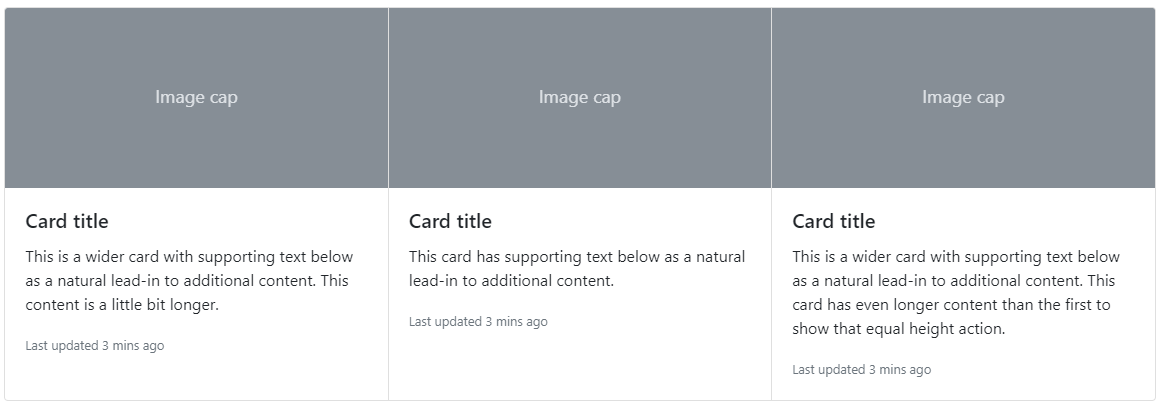 Image cap
Card title
This is a wider card with supporting text below
as a natural lead-in to additional content. This
content is a little bit longer.
Last updated 3 mins ago
Image cap
Card title
This card has supporting text below as a natural
lead-in to additional content.
Last updated 3 mins ago
Image cap
Card title
This is a wider card with supporting text below
as a natural lead-in to additional content. This
card has even longer content than the first to
show that equal height action.
Last updated 3 mins ago